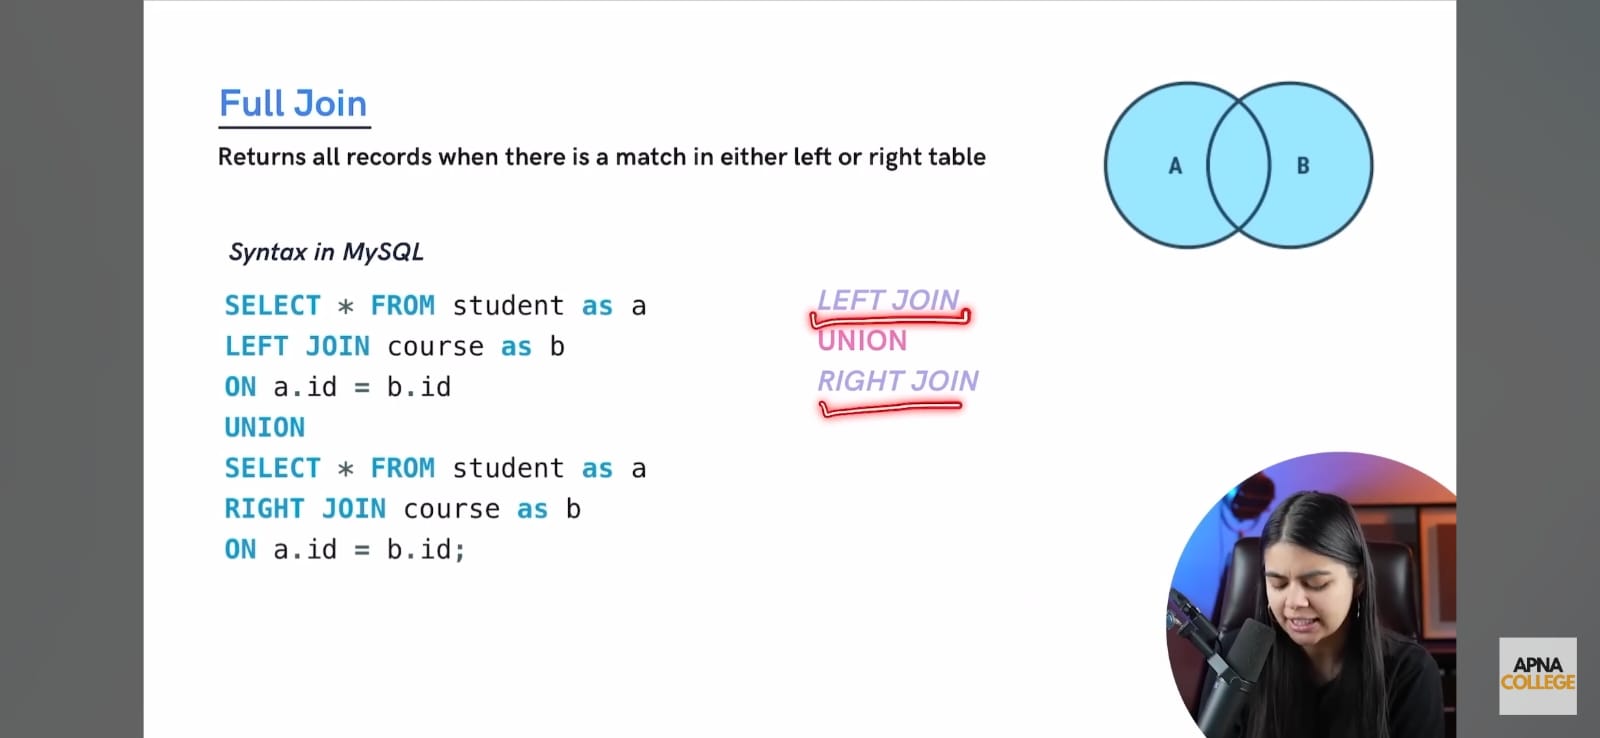 Full Join
Returns all records when there is a match in either left or right table
A
B
Syntax in MySQL
SELECT * FROM student as a
LEFT JOIN course as b
ON a.id = b.id
UNION
SELECT * FROM student as a
RIGHT JOIN course as b
ON a.id = b.id;
LEFT JOIN
UNION
RIGHT JOIN
APNA
COLLEGE